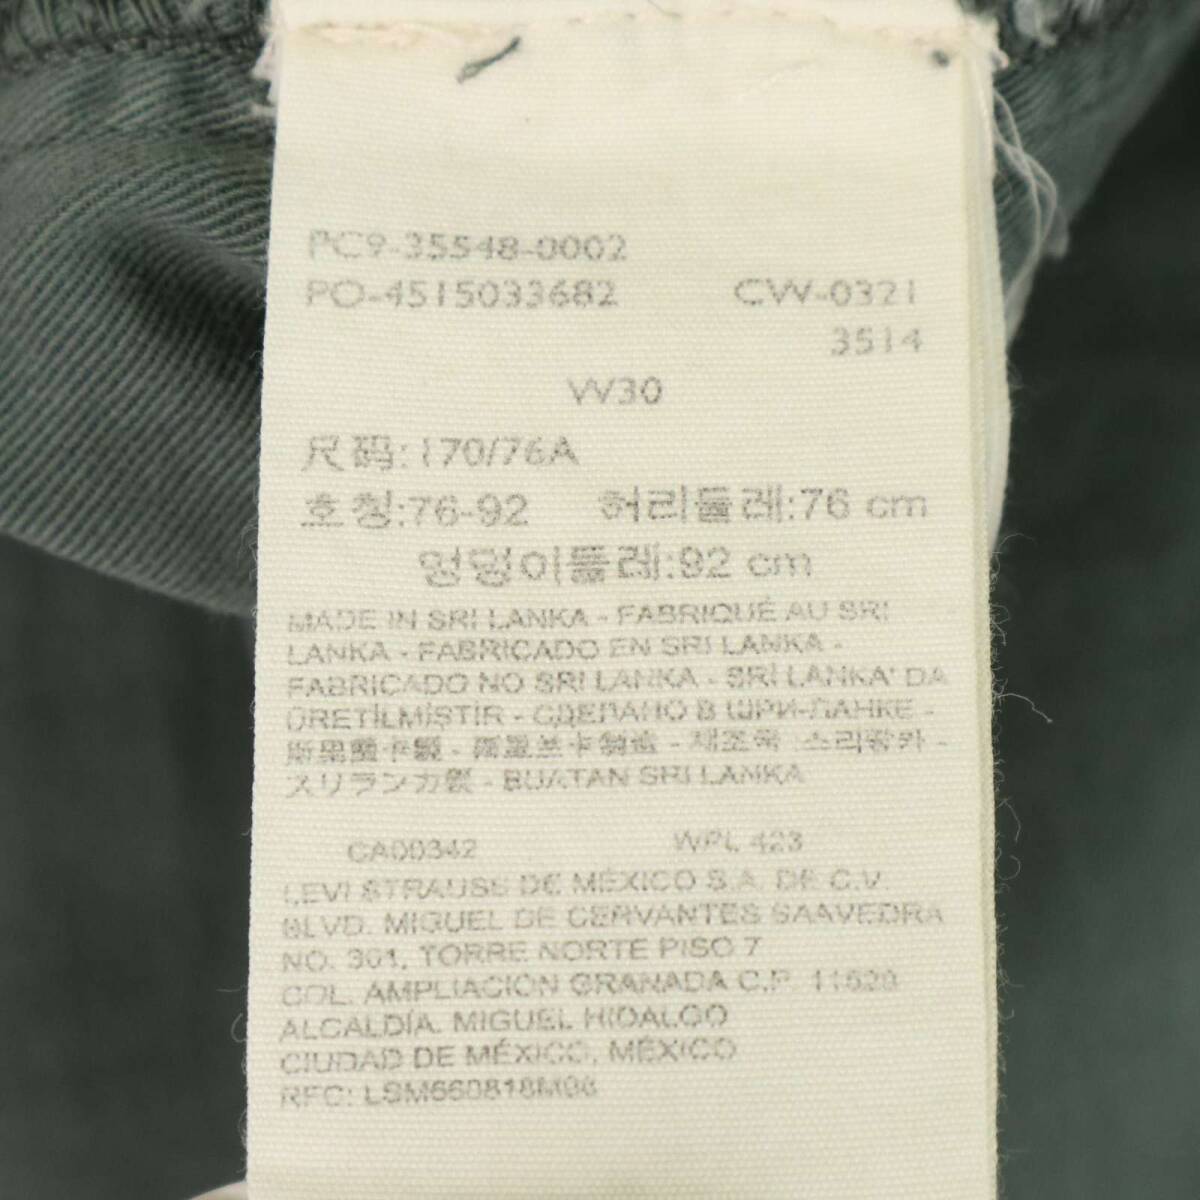 PC9-35548-0002
PO-4515033682 CW-0321
3514
W30
尺码:170/76A
호칭:76-92 허리둘레:76 cm
엉덩이둘레:92 cm
MADE IN SRI LANKA - FABRIQUÉ AU SRI
LANKA - FABRICADO EN SRI LANKA -
FABRICADO NO SRI LANKA - SRİ LANKA' DA
ÜRETİLMİŞTİR - СДЕЛАНО В ШРИ-ЛАНКЕ -
斯里蘭卡製 - 斯里兰卡制造 - 제조국 스리랑카 -
スリランカ製 - BUATAN SRI LANKA
CA00342 WPL 423
LEVI STRAUSS DE MÉXICO S.A. DE C.V.
BLVD. MIGUEL DE CERVANTES SAAVEDRA
NO. 301, TORRE NORTE PISO 7
COL. AMPLIACION GRANADA C.P. 11529
ALCALDÍA. MIGUEL HIDALGO
CIUDAD DE MÉXICO, MÉXICO
RFC: